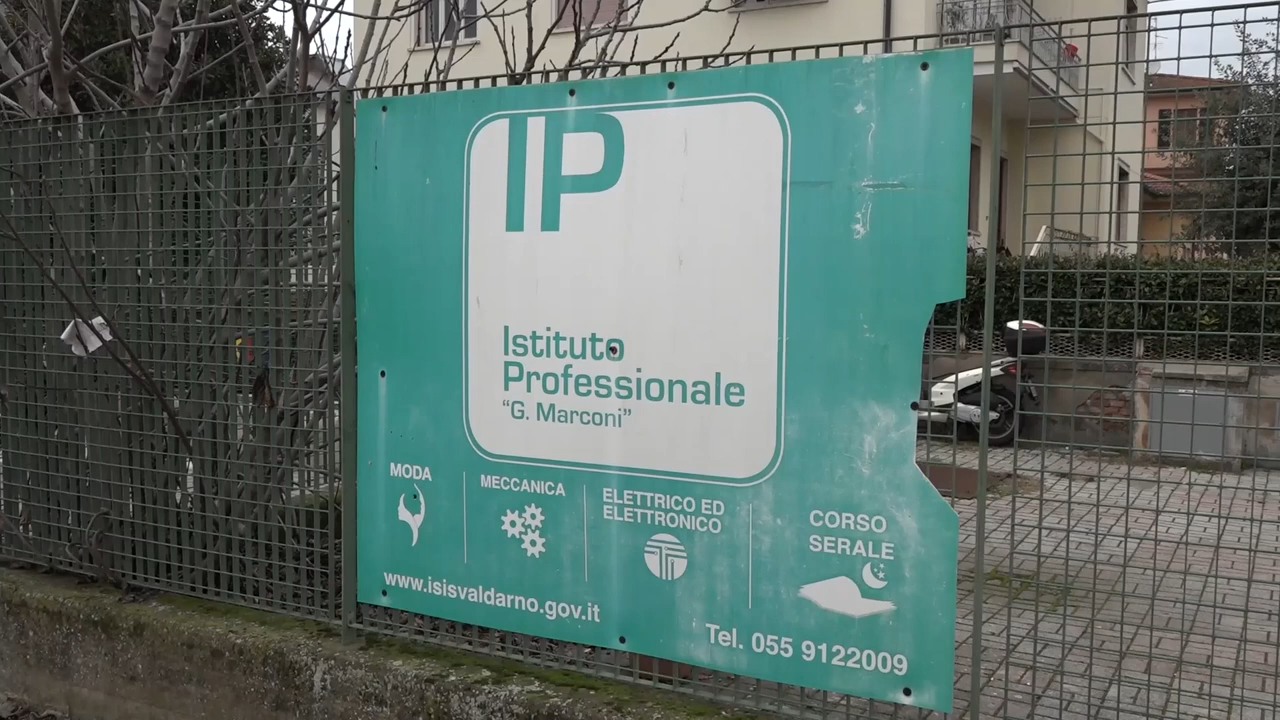 IP
Istituto
Professionale
“G. Marconi”
MODA
MECCANICA
ELETTRICO ED
ELETTRONICO
CORSO
SERALE
www.isisvaldarno.gov.it
Tel. 055 9122009